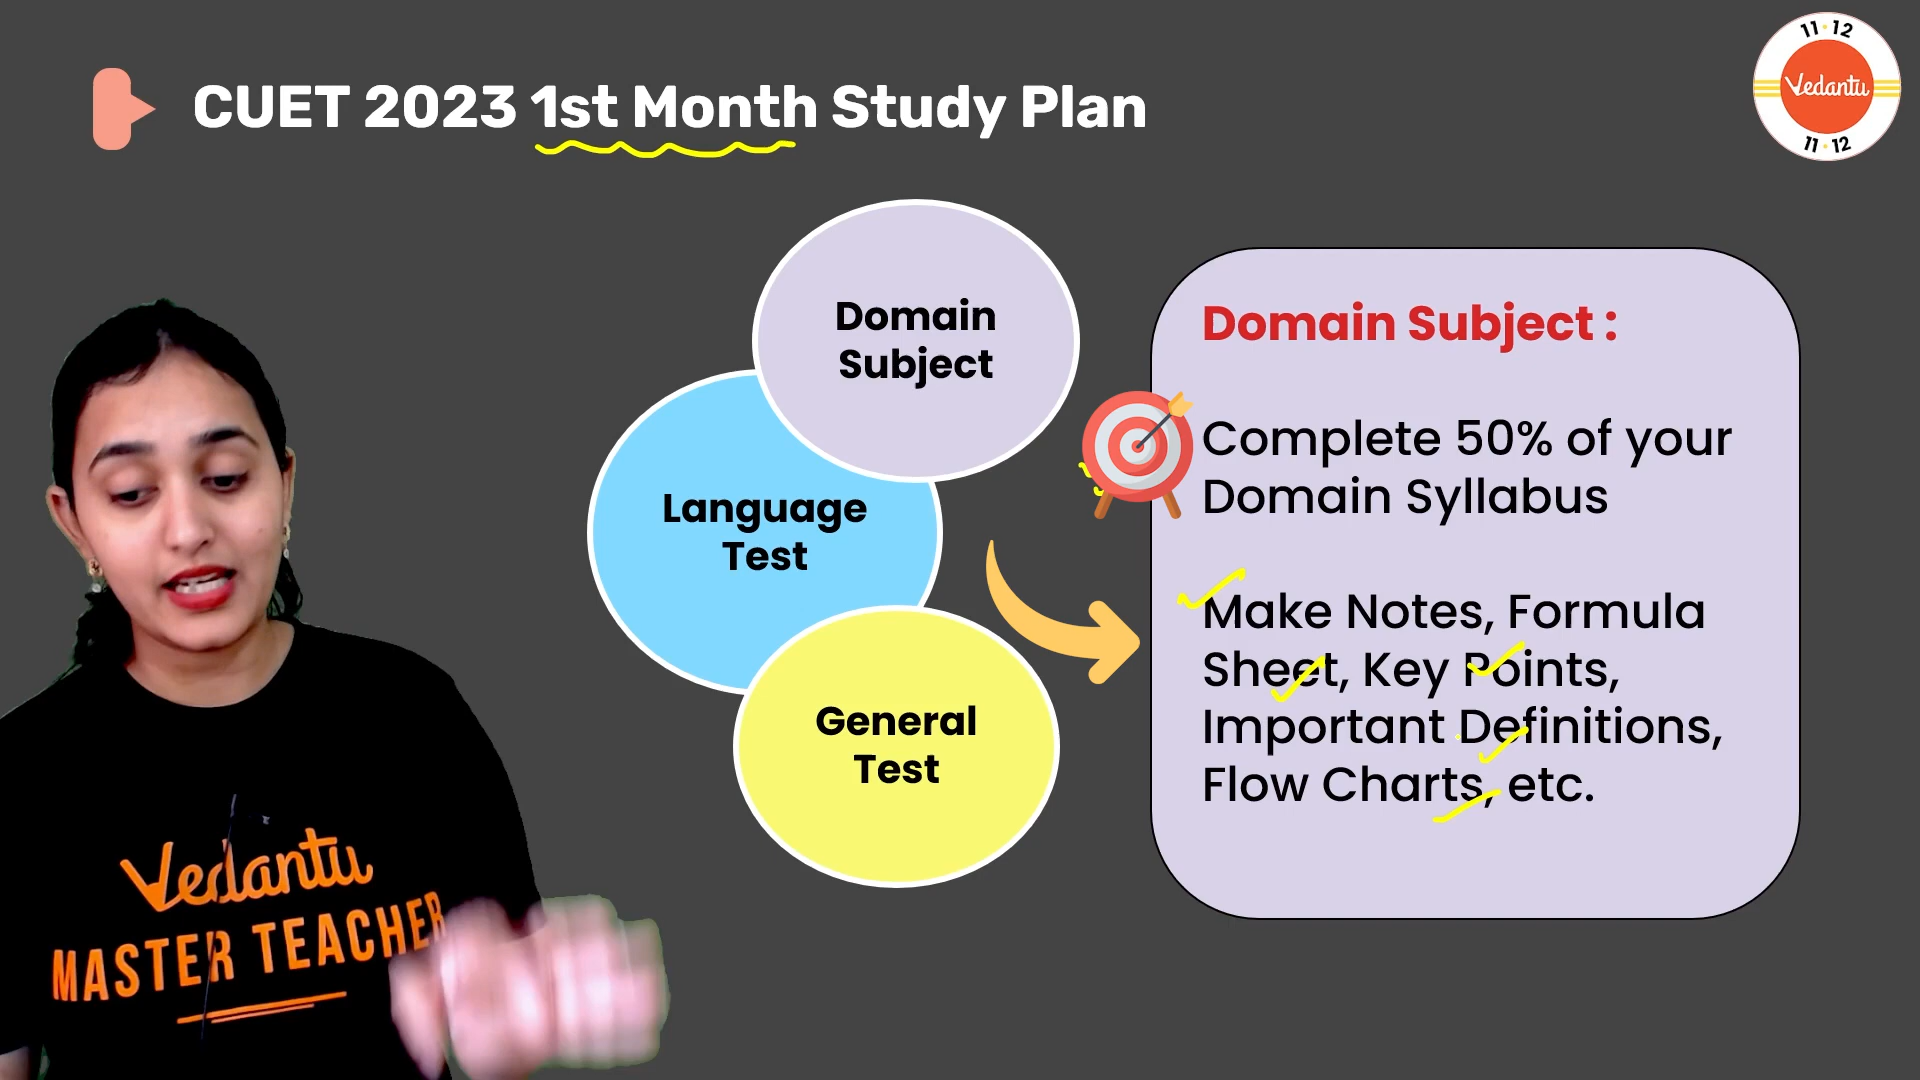 CUET 2023 1st Month Study Plan
11·12
Vedantu
11·12
Domain
Subject
Language
Test
General
Test
Domain Subject :
Complete 50% of your
Domain Syllabus
Make Notes, Formula
Sheet, Key Points,
Important Definitions,
Flow Charts, etc.
Vedantu
MASTER TEACHER